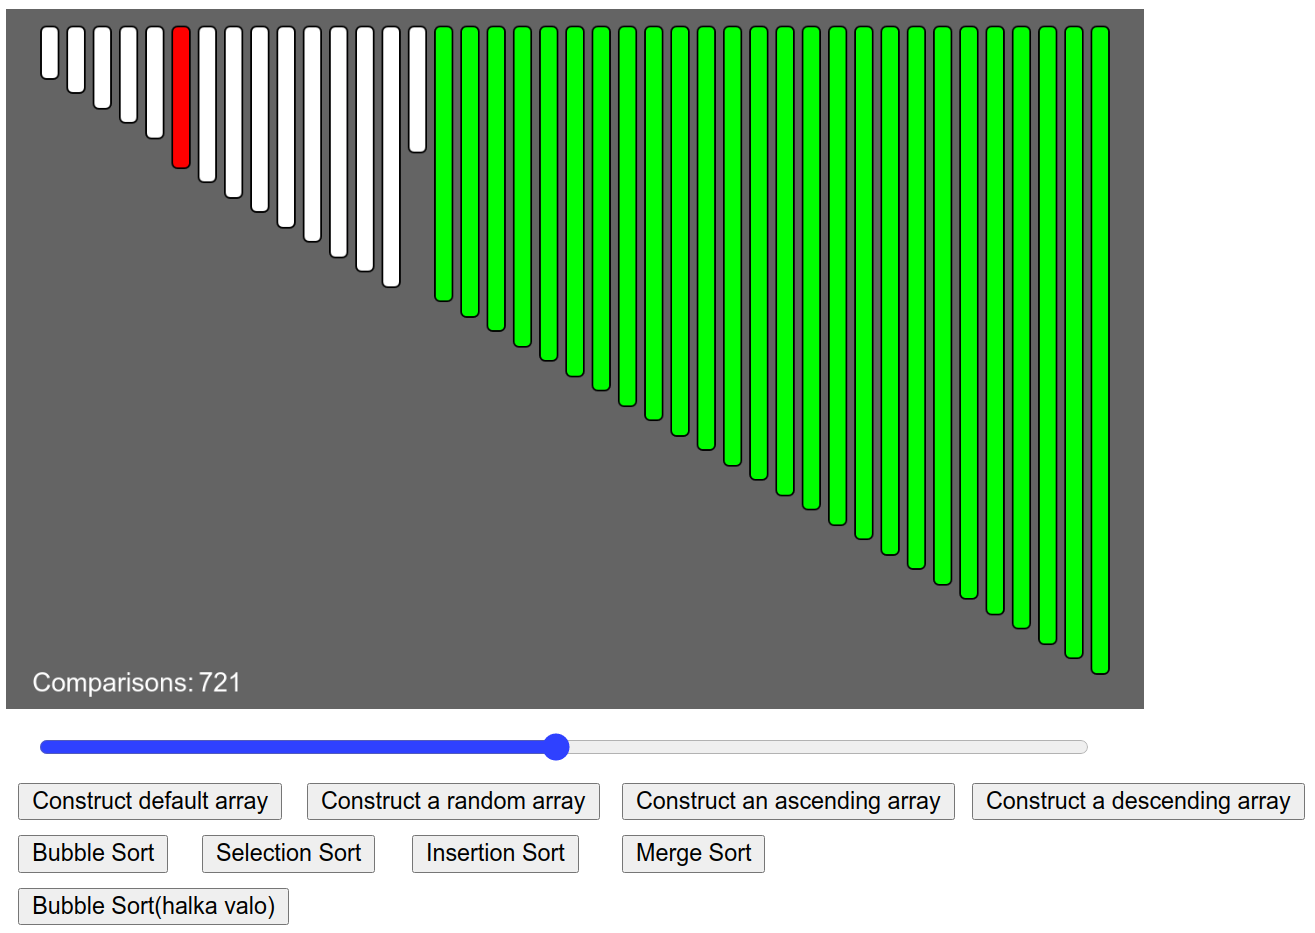 Comparisons: 721
Construct default array
Construct a random array
Construct an ascending array
Construct a descending array
Bubble Sort
Selection Sort
Insertion Sort
Merge Sort
Bubble Sort(halka valo)